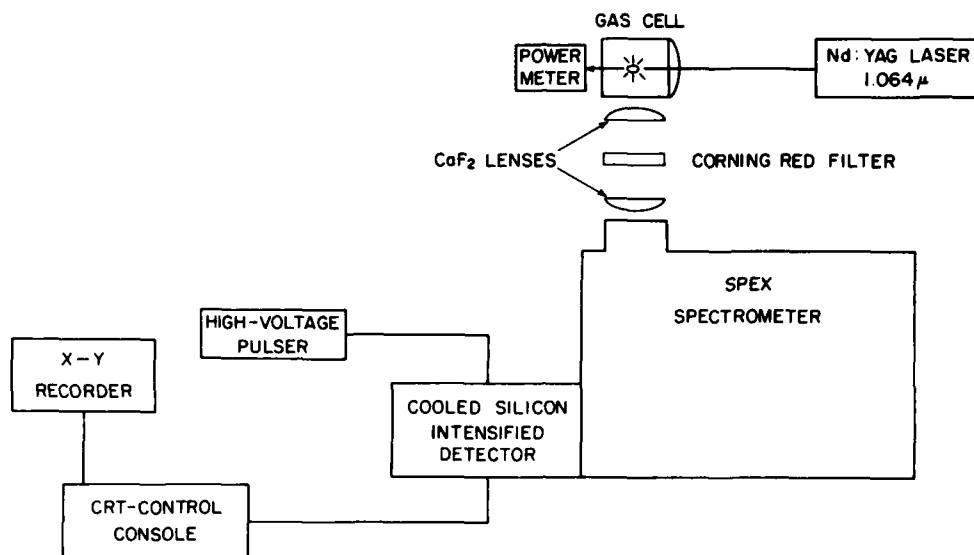 GAS CELL
POWER
METER
Nd:YAG LASER
1.064μ
CaF₂ LENSES
CORNING RED FILTER
SPEX
SPECTROMETER
HIGH-VOLTAGE
PULSER
X-Y
RECORDER
COOLED SILICON
INTENSIFIED
DETECTOR
CRT-CONTROL
CONSOLE